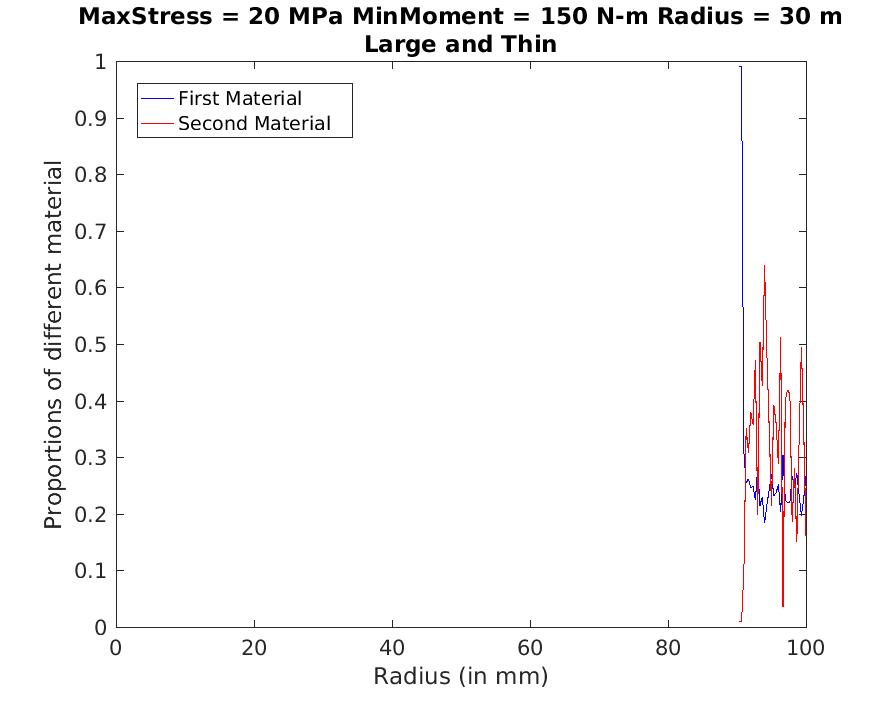 MaxStress = 20 MPa MinMoment = 150 N-m Radius = 30 m
Large and Thin
First Material
Second Material
Proportions of different material
1
0.9
0.8
0.7
0.6
0.5
0.4
0.3
0.2
0.1
0
0 20 40 60 80 100
Radius (in mm)